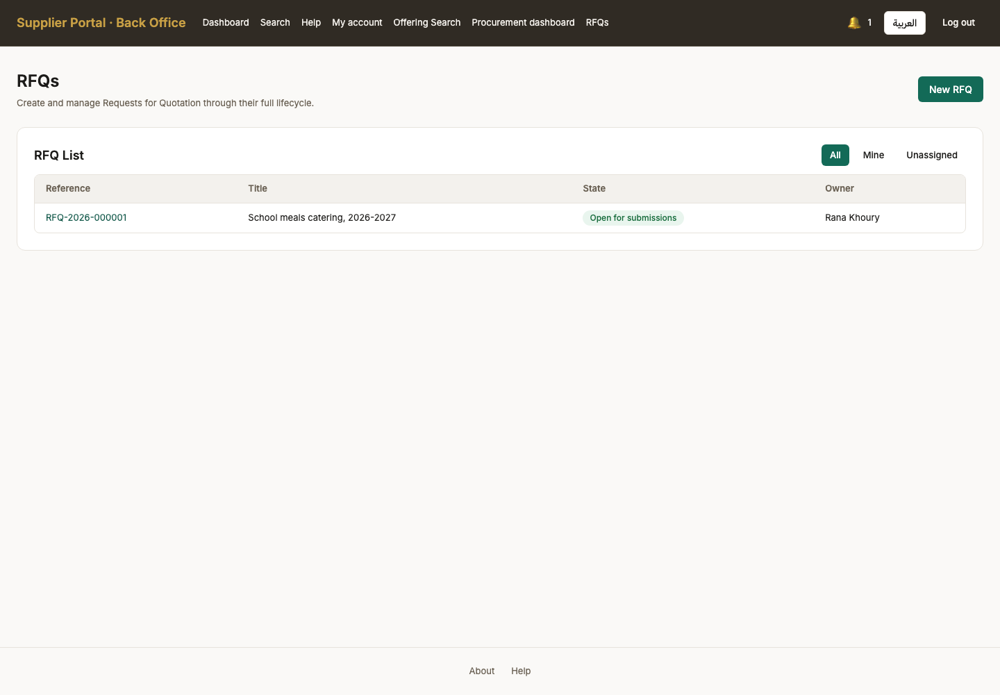 Supplier Portal · Back Office Dashboard Search Help My account Offering Search Procurement dashboard RFQs 1 العربية Log out
RFQs
Create and manage Requests for Quotation through their full lifecycle.
New RFQ
RFQ List All Mine Unassigned
Reference Title State Owner
RFQ-2026-000001 School meals catering, 2026-2027 Open for submissions Rana Khoury
About Help